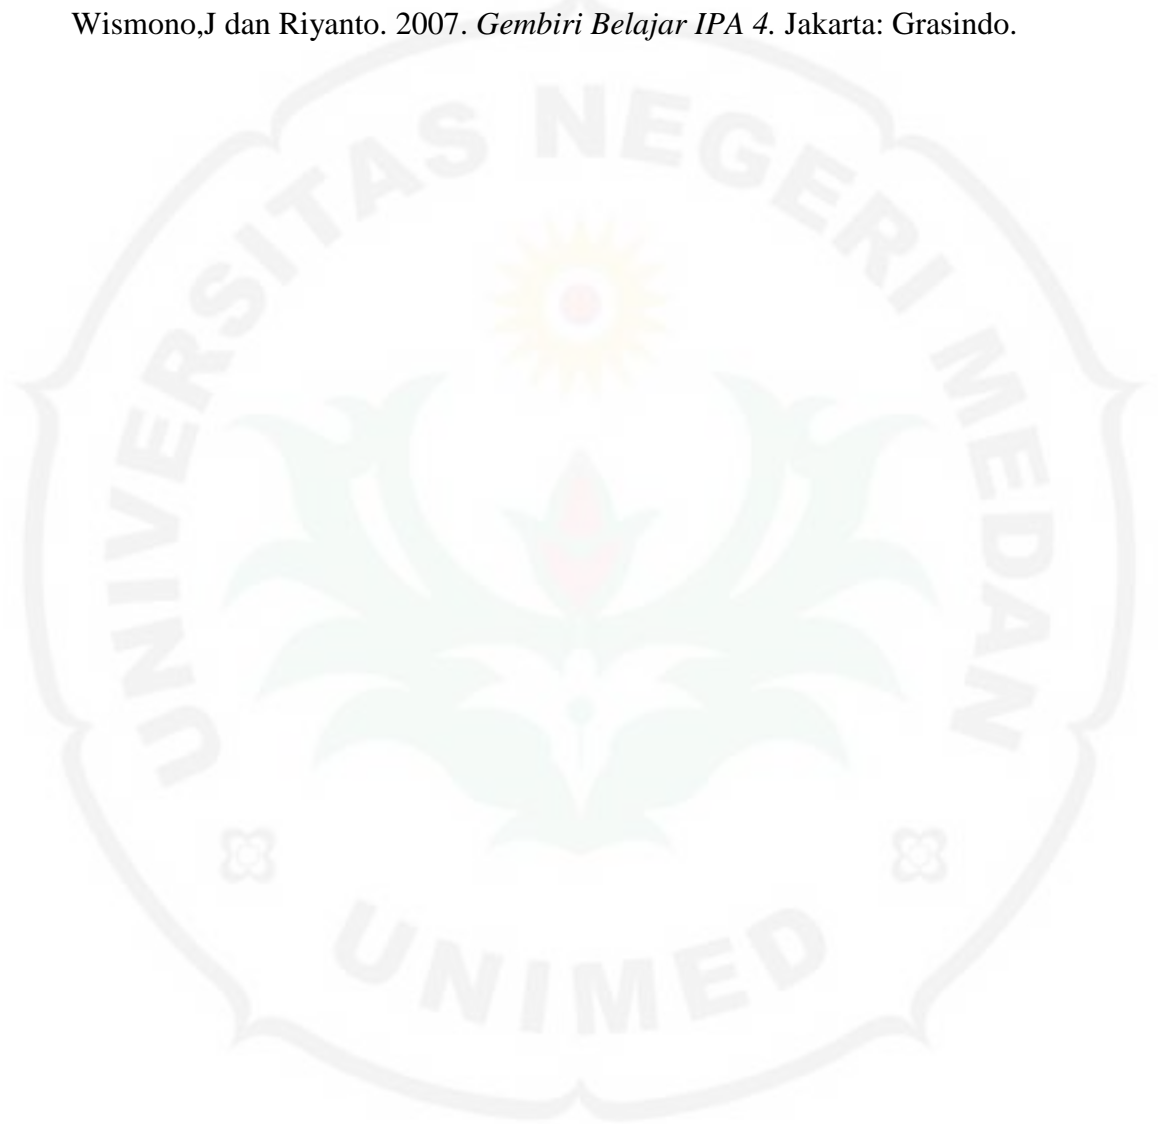 Wismono,J dan Riyanto. 2007. Gembiri Belajar IPA 4. Jakarta: Grasindo.
UNIVERSITAS NEGERI MEDAN
UNIMED